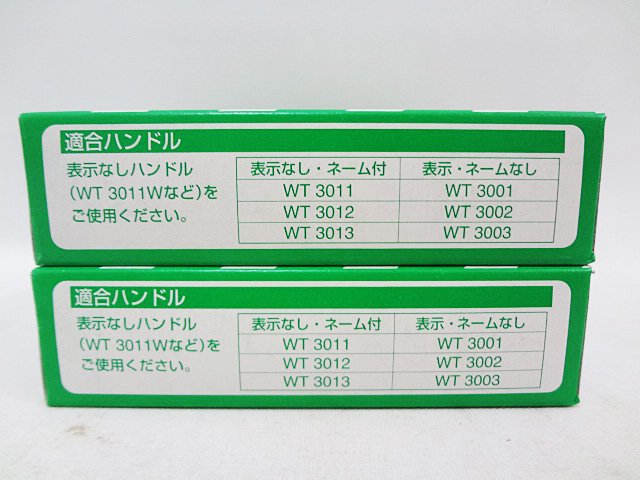 適合ハンドル
表示なしハンドル
(WT 3011Wなど)を
ご使用ください。
表示なし・ネーム付 表示・ネームなし
WT 3011 WT 3001
WT 3012 WT 3002
WT 3013 WT 3003
適合ハンドル
表示なしハンドル
(WT 3011Wなど)を
ご使用ください。
表示なし・ネーム付 表示・ネームなし
WT 3011 WT 3001
WT 3012 WT 3002
WT 3013 WT 3003